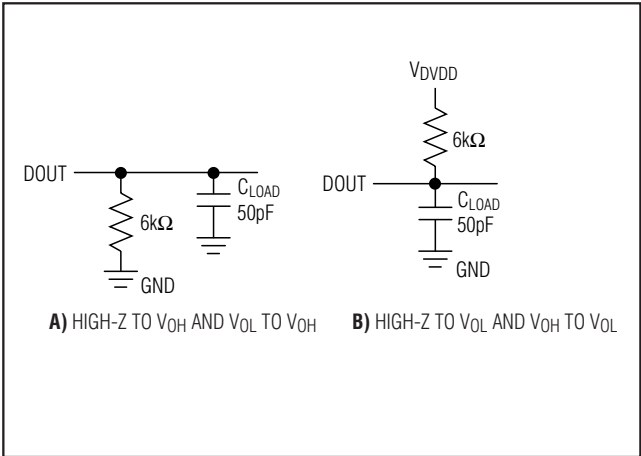 DOUT
6kΩ
GND
CLOAD
50pF
A) HIGH-Z TO VOH AND VOL TO VOH
VDVDD
6kΩ
DOUT
CLOAD
50pF
GND
B) HIGH-Z TO VOL AND VOH TO VOL